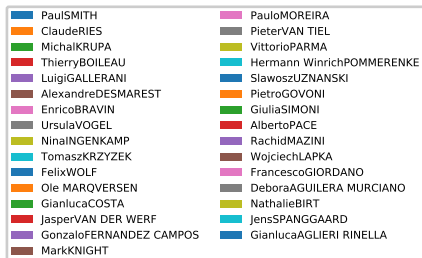 PaulSMITH
ClaudeRIES
MichalKRUPA
ThierryBOILEAU
LuigiGALLERANI
AlexandreDESMAREST
EnricoBRAVIN
UrsulaVOGEL
NinaINGENKAMP
TomaszKRZYZEK
FelixWOLF
Ole MARQVERSEN
GianlucaCOSTA
JasperVAN DER WERF
GonzaloFERNANDEZ CAMPOS
MarkKNIGHT
PauloMOREIRA
PieterVAN TIEL
VittorioPARMA
Hermann WinrichPOMMERENKE
SlawoszUZNANSKI
PietroGOVONI
GiuliaSIMONI
AlbertoPACE
RachidMAZINI
WojciechLAPKA
FrancescoGIORDANO
DeboraAGUILERA MURCIANO
NathalieBIRT
JensSPANGGAARD
GianlucaAGLIERI RINELLA